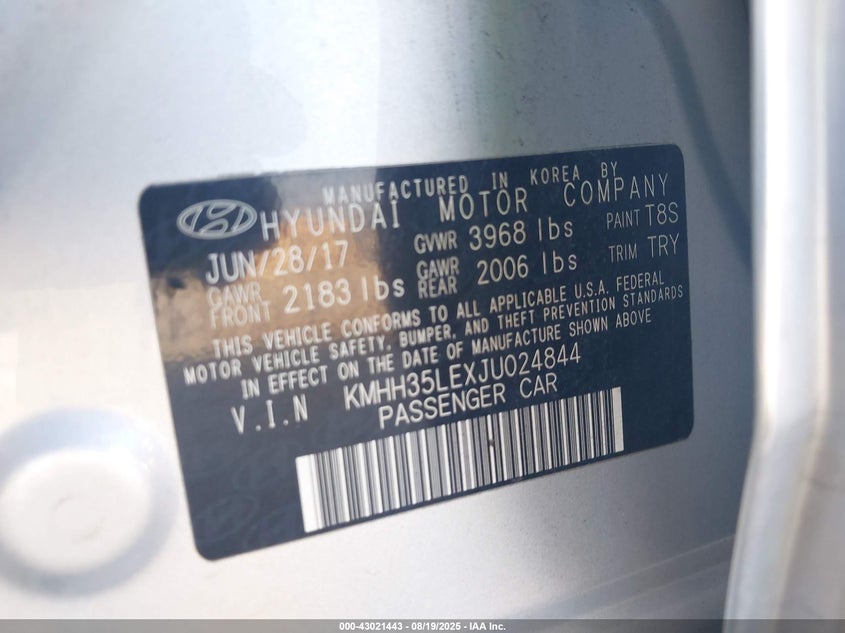 MANUFACTURED IN KOREA BY
HYUNDAI MOTOR COMPANY
JUN/28/17 GVWR 3968 lbs PAINT T8S
GAWR FRONT 2183 lbs GAWR REAR 2006 lbs TRIM TRY
THIS VEHICLE CONFORMS TO ALL APPLICABLE U.S.A. FEDERAL
MOTOR VEHICLE SAFETY, BUMPER, AND THEFT PREVENTION STANDARDS
IN EFFECT ON THE DATE OF MANUFACTURE SHOWN ABOVE
V.I.N KMHH35LEXJU024844
PASSENGER CAR
000-43021443 - 08/19/2025 - IAA Inc.